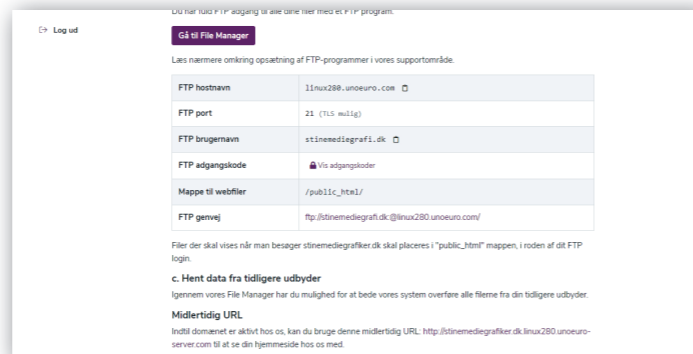 Du har fuld FTP adgang til alle dine filer med et FTP program.
Log ud
Gå til File Manager
Læs nærmere omkring opsætning af FTP-programmer i vores supportområde.
FTP hostnavn linux280.unoeuro.com
FTP port 21 (TLS mulig)
FTP brugernavn stinemediegrafi.dk
FTP adgangskode Vis adgangskoder
Mappe til webfiler /public_html/
FTP genvej ftp://stinemediegrafi.dk:@linux280.unoeuro.com/
Filer der skal vises når man besøger stinemediegrafiker.dk skal placeres i "public_html" mappen, i roden af dit FTP
login.
c. Hent data fra tidligere udbyder
Igennem vores File Manager har du mulighed for at bede vores system overføre alle filerne fra din tidligere udbyder.
Midlertidig URL
Indtil domænet er aktivt hos os, kan du bruge denne midlertidig URL: http://stinemediegrafiker.dk.linux280.unoeuro-
server.com til at se din hjemmeside hos os med.